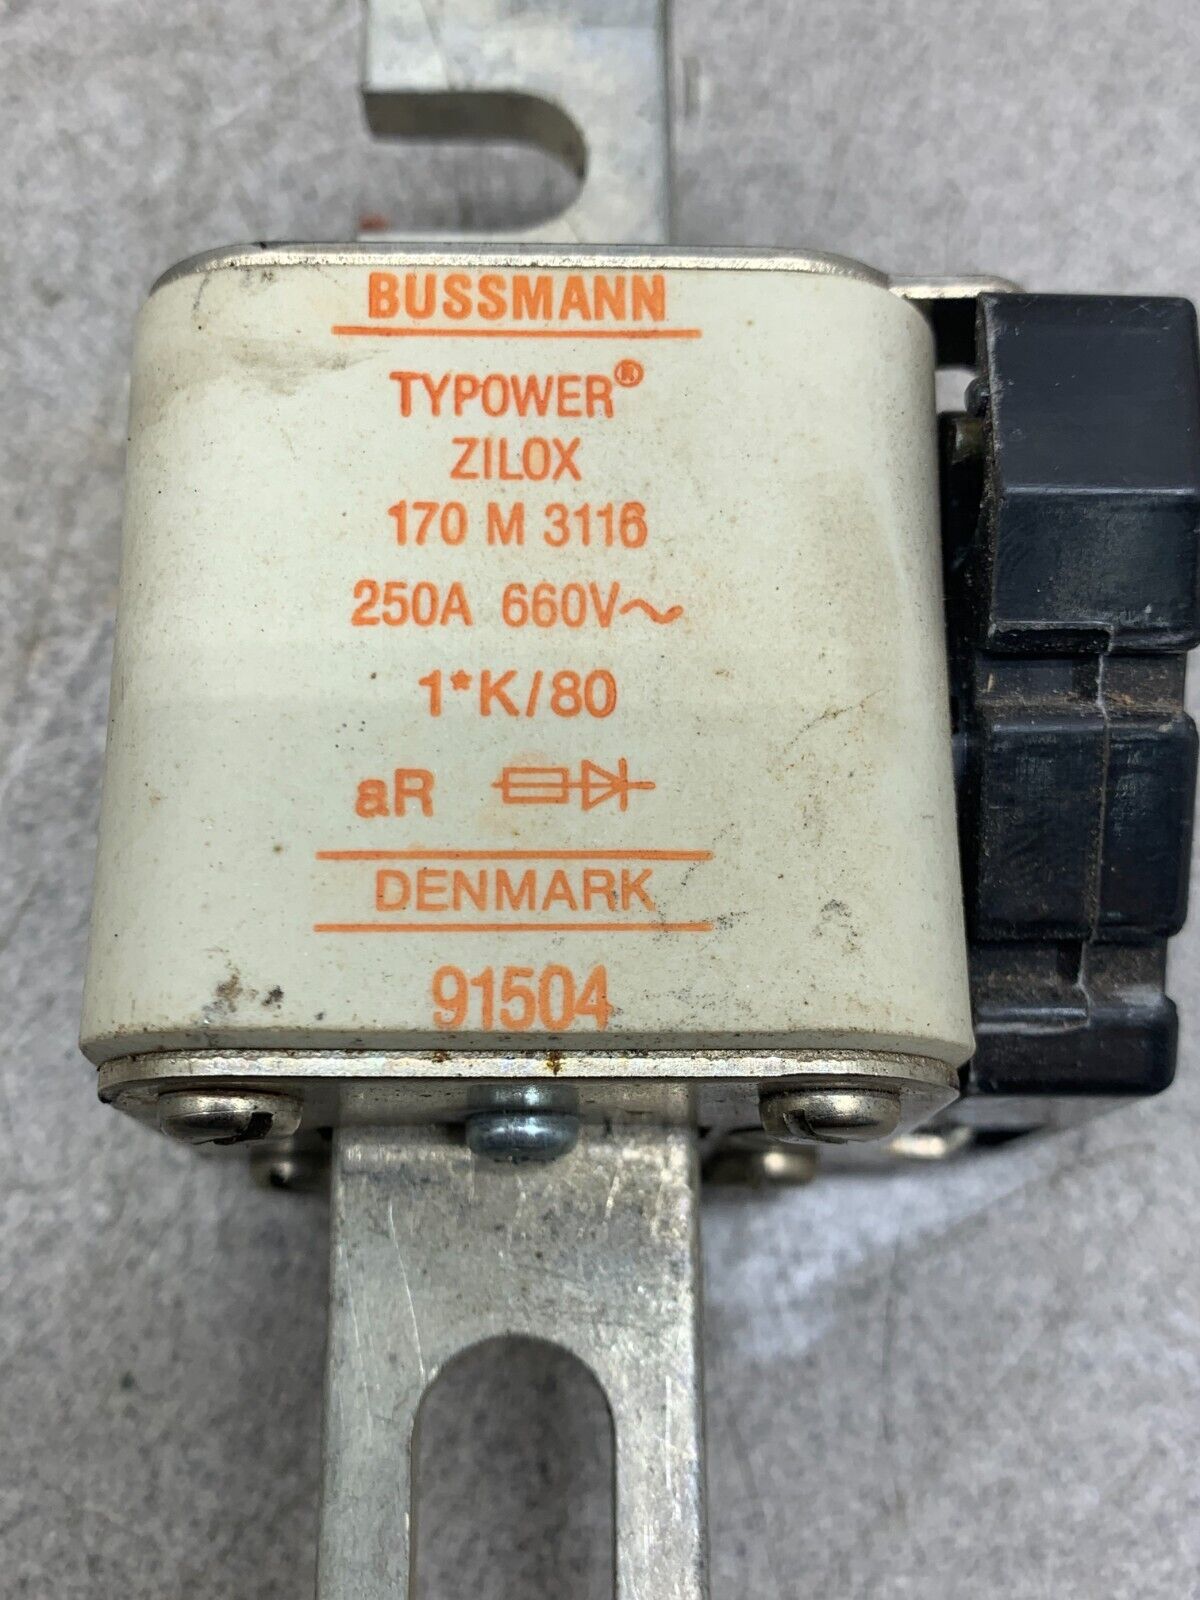 BUSSMANN
TYPOWER®
ZILOX
170 M 3116
250A 660V~
1*K/80
aR
DENMARK
91504